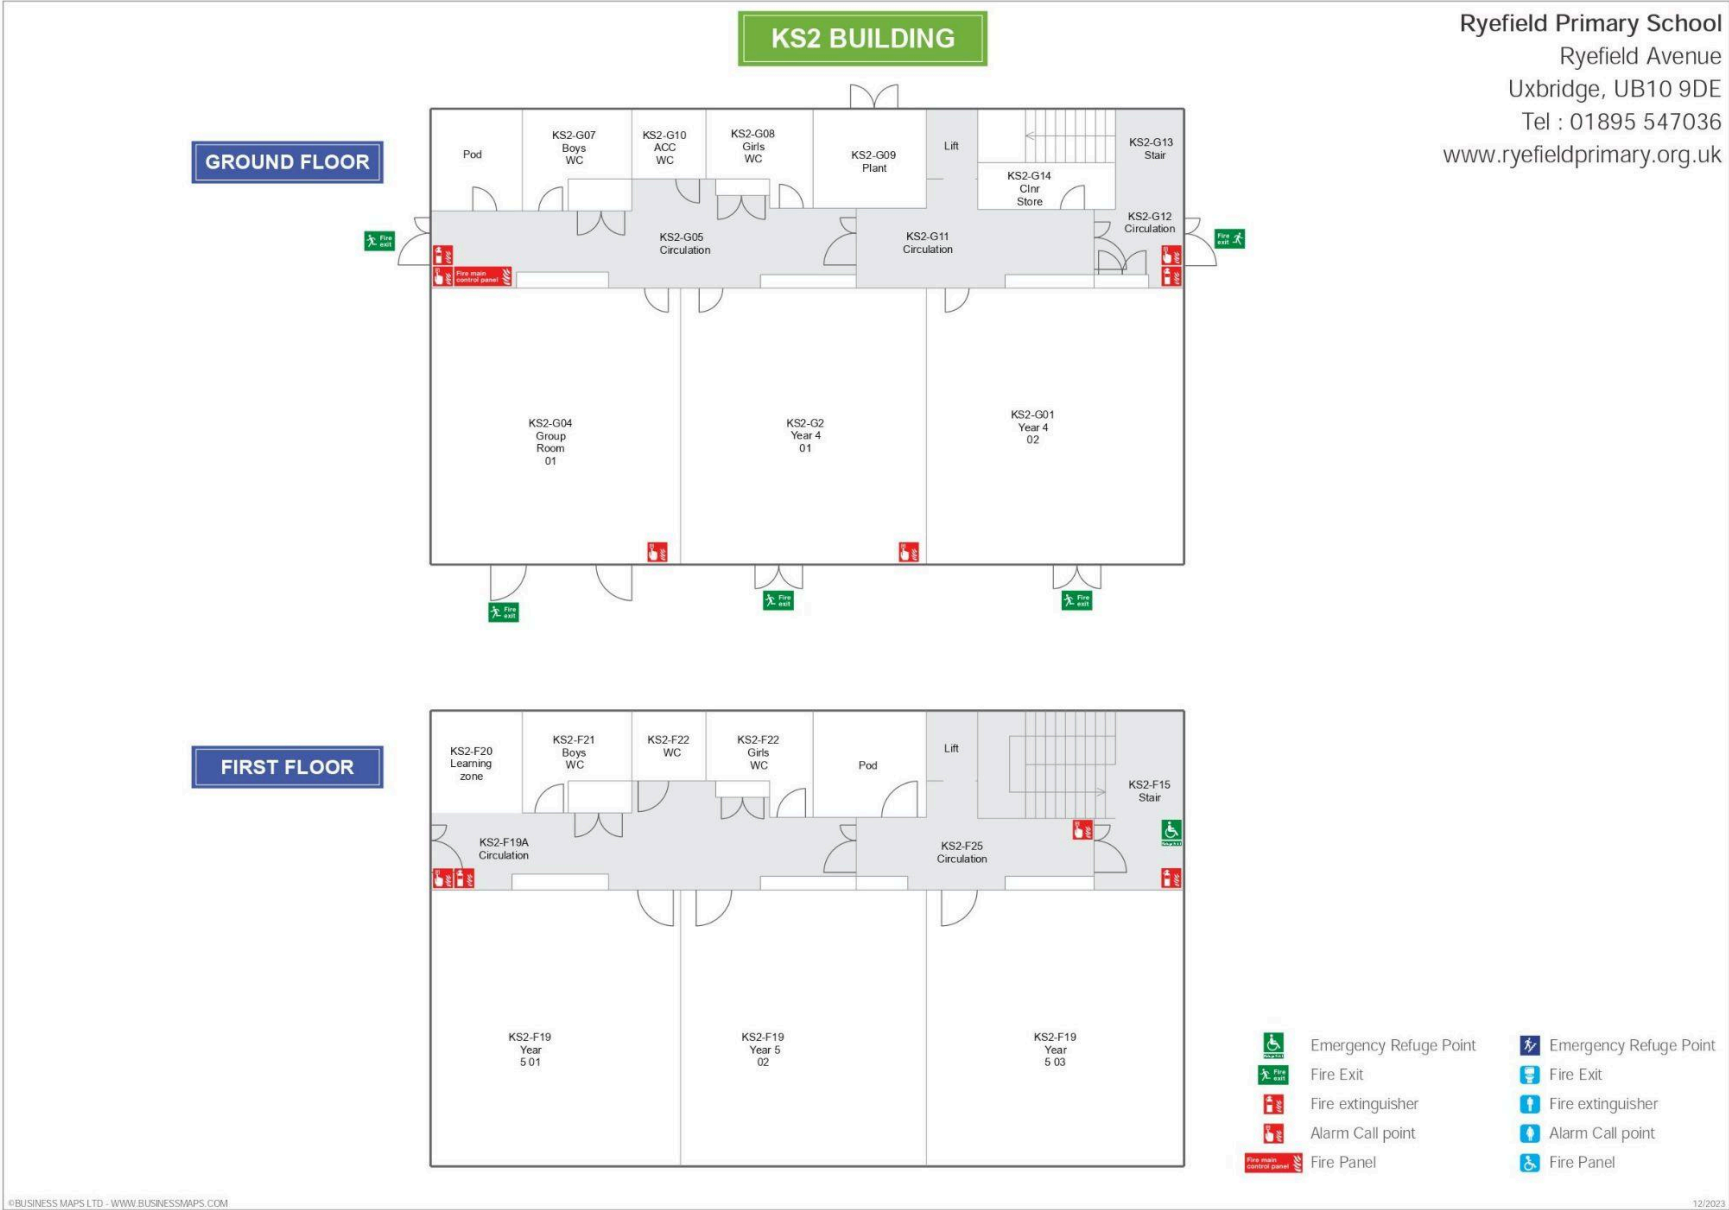 KS2 BUILDING
Ryefield Primary School
Ryefield Avenue
Uxbridge, UB10 9DE
Tel : 01895 547036
www.ryefieldprimary.org.uk
GROUND FLOOR
Pod
KS2-G07
Boys
WC
KS2-G10
ACC
WC
KS2-G08
Girls
WC
KS2-G09
Plant
Lift
KS2-G14
Clnr
Store
KS2-G13
Stair
KS2-G12
Circulation
Fire
exit
KS2-G05
Circulation
KS2-G11
Circulation
Fire
exit
Fire main
control panel
KS2-G04
Group
Room
01
KS2-G2
Year 4
01
KS2-G01
Year 4
02
Fire
exit
Fire
exit
Fire
exit
FIRST FLOOR
KS2-F20
Learning
zone
KS2-F21
Boys
WC
KS2-F22
WC
KS2-F22
Girls
WC
Pod
Lift
KS2-F15
Stair
KS2-F19A
Circulation
KS2-F25
Circulation
KS2-F19
Year
5 01
KS2-F19
Year 5
02
KS2-F19
Year
5 03
Emergency Refuge Point
Fire
exit
Fire Exit
Fire extinguisher
Alarm Call point
Fire main
control panel
Fire Panel
Emergency Refuge Point
Fire Exit
Fire extinguisher
Alarm Call point
Fire Panel
©BUSINESS MAPS LTD - WWW.BUSINESSMAPS.COM
12/2023